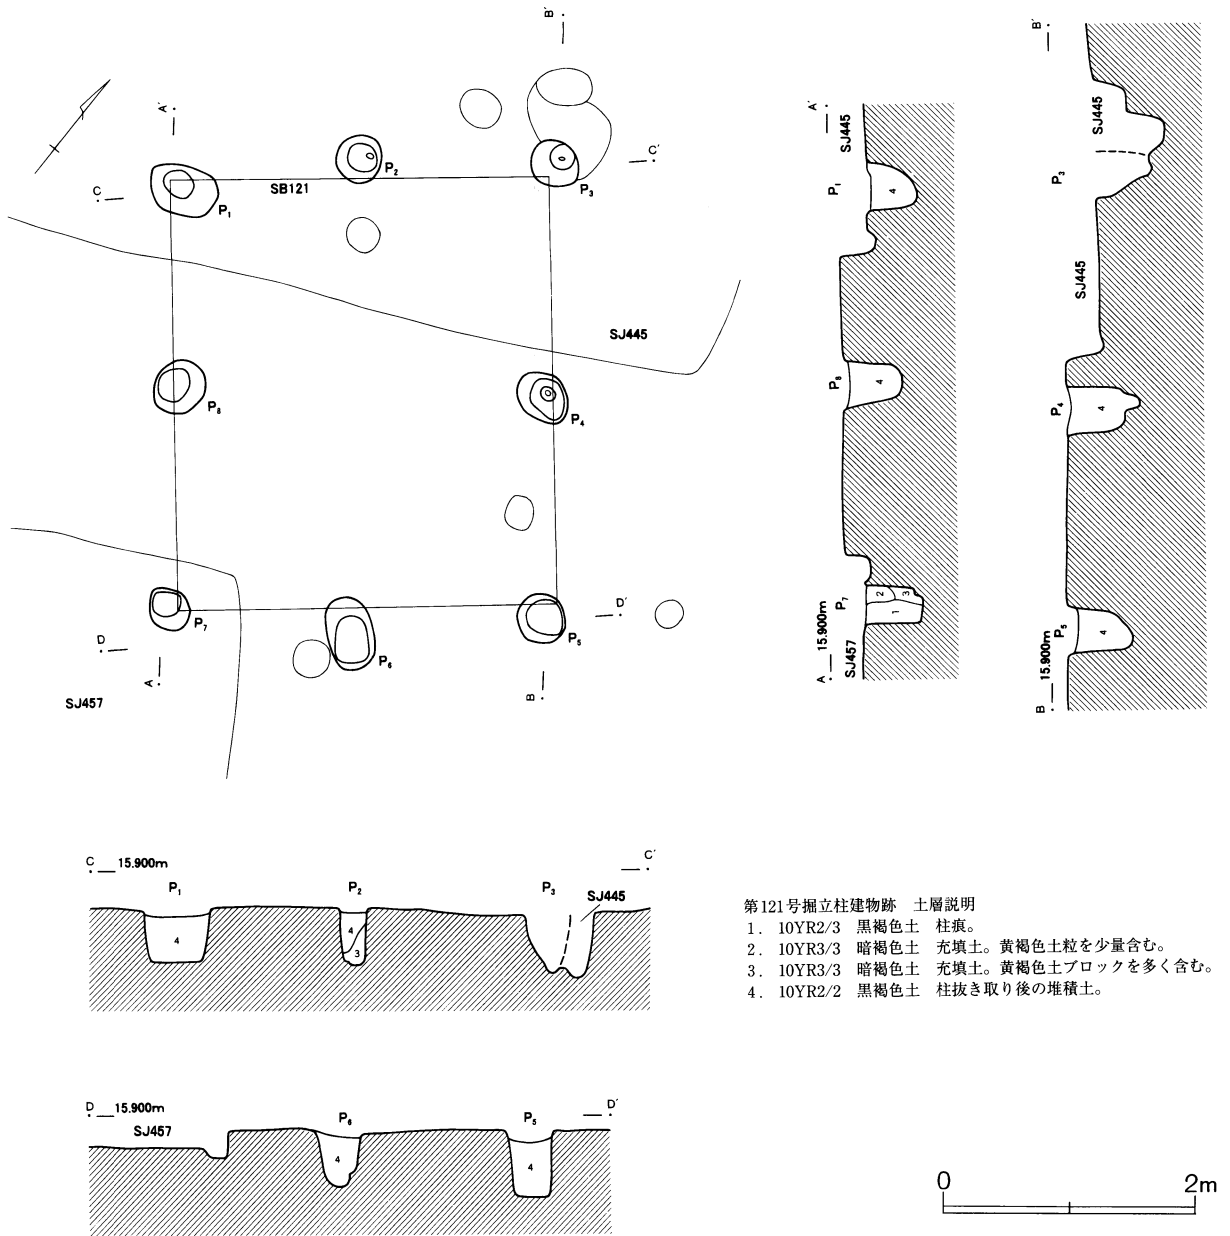 B′
A′
C′
P₂
P₃
SB121
C
P₁
SJ445
P₈
P₄
D′
P₅
P₇
D
P₆
A
B
SJ457
A′
SJ445
P₁
4
P₈
4
P₇
2
3
1
A 15.900m
SJ457
B′
SJ445
P₃
SJ445
P₄
4
P₅
4
B 15.900m
C 15.900m
C′
P₁
P₂
P₃
SJ445
4
4
3
D 15.900m
D′
SJ457
P₆
P₅
4
4
第121号掘立柱建物跡 土層説明
1. 10YR2/3 黒褐色土 柱痕。
2. 10YR3/3 暗褐色土 充填土。黄褐色土粒を少量含む。
3. 10YR3/3 暗褐色土 充填土。黄褐色土ブロックを多く含む。
4. 10YR2/2 黒褐色土 柱抜き取り後の堆積土。
0 2m